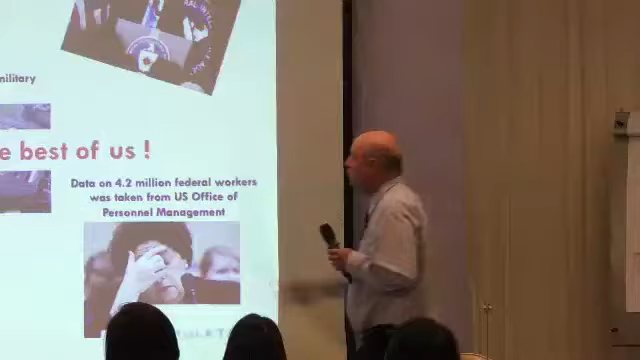 military
e best of us !
Data on 4.2 million federal workers
was taken from US Office of
Personnel Management